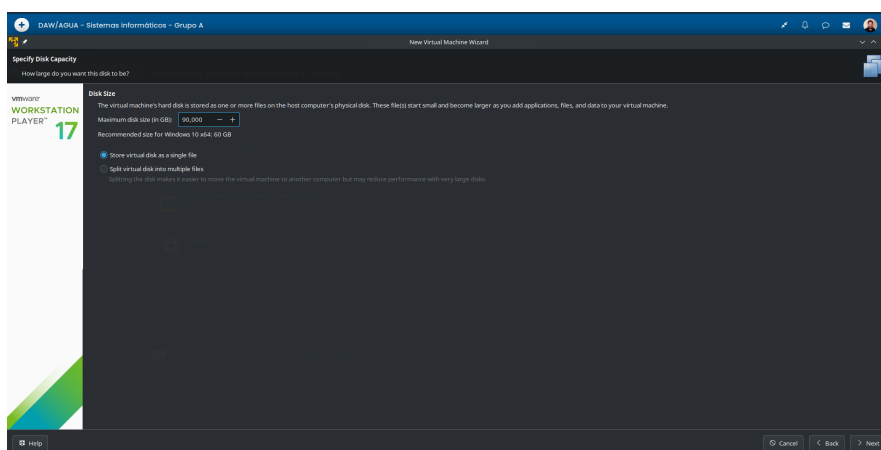 DAW/AGUA - Sistemas informáticos - Grupo A
New Virtual Machine Wizard
Specify Disk Capacity
How large do you want this disk to be?
vmware
WORKSTATION
PLAYER™
17
Disk Size
The virtual machine's hard disk is stored as one or more files on the host computer's physical disk. These file(s) start small and become larger as you add applications, files, and data to your virtual machine.
Maximum disk size (in GB): 90,000 − +
Recommended size for Windows 10 x64: 60 GB
Store virtual disk as a single file
Split virtual disk into multiple files
Splitting the disk makes it easier to move the virtual machine to another computer but may reduce performance with very large disks.
Help
Cancel
Back
Next